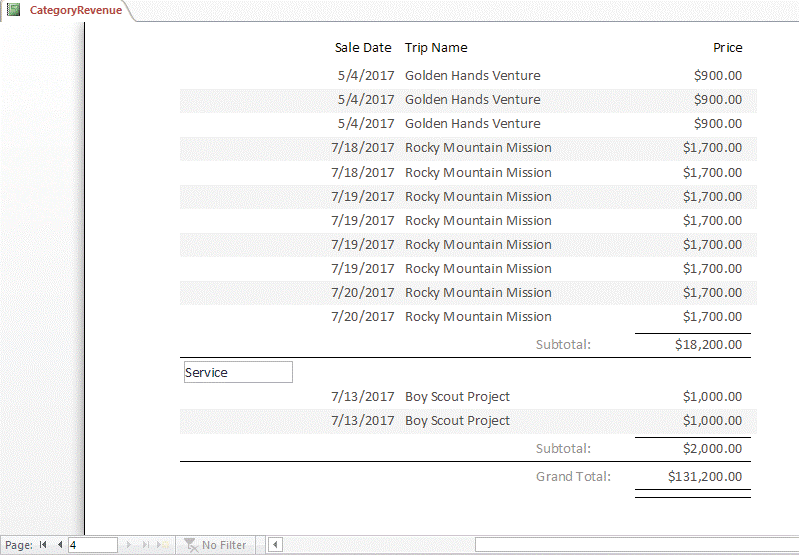 CategoryRevenue
Sale Date Trip Name Price
5/4/2017 Golden Hands Venture $900.00
5/4/2017 Golden Hands Venture $900.00
5/4/2017 Golden Hands Venture $900.00
7/18/2017 Rocky Mountain Mission $1,700.00
7/18/2017 Rocky Mountain Mission $1,700.00
7/19/2017 Rocky Mountain Mission $1,700.00
7/19/2017 Rocky Mountain Mission $1,700.00
7/19/2017 Rocky Mountain Mission $1,700.00
7/19/2017 Rocky Mountain Mission $1,700.00
7/20/2017 Rocky Mountain Mission $1,700.00
7/20/2017 Rocky Mountain Mission $1,700.00
Subtotal: $18,200.00
Service
7/13/2017 Boy Scout Project $1,000.00
7/13/2017 Boy Scout Project $1,000.00
Subtotal: $2,000.00
Grand Total: $131,200.00
Page: 4 No Filter